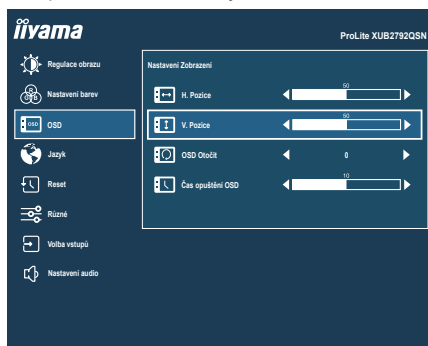 iiyama
ProLite XUB2792QSN
Regulace obrazu
Nastavení barev
R
G B
OSD OSD
Jazyk
Reset
Různé
Volba vstupů
Nastavení audio
Nastavení Zobrazení
H. Pozice
50
V. Pozice
50
OSD Otočit
0
Čas opuštění OSD
10